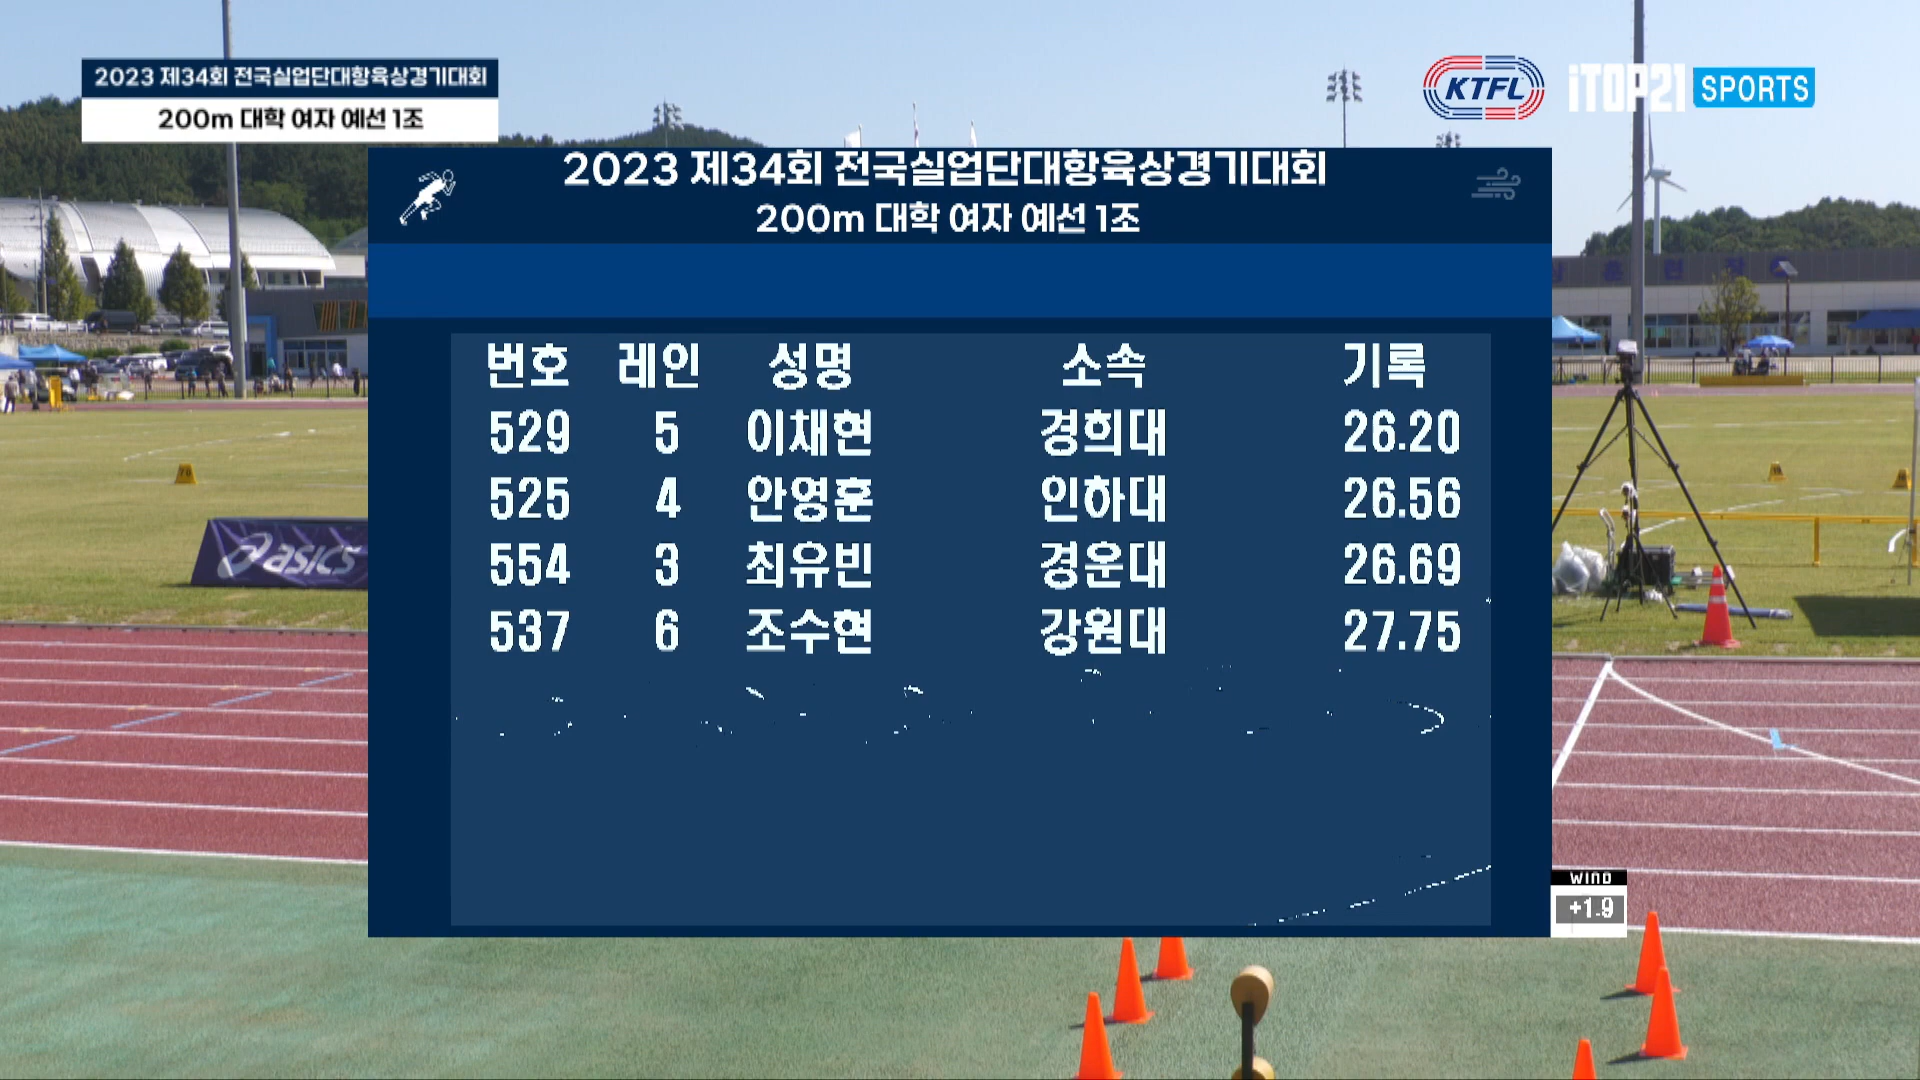 2023 제34회 전국실업단대항육상경기대회
200m 대학 여자 예선 1조
KTFL
iTOP21 SPORTS
2023 제34회 전국실업단대항육상경기대회
200m 대학 여자 예선 1조
번호 레인 성명 소속 기록
529 5 이채현 경희대 26.20
525 4 안영훈 인하대 26.56
554 3 최유빈 경운대 26.69
537 6 조수현 강원대 27.75
asics
WIND
+1.9